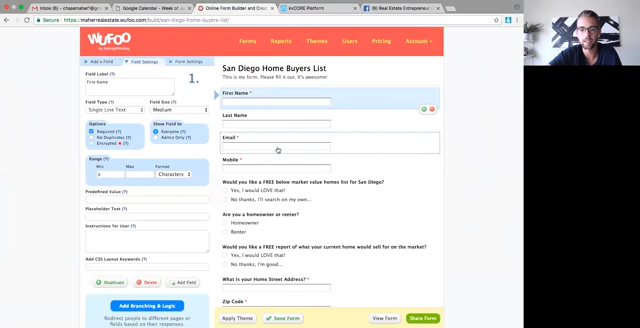 Inbox (6) - chasemaher1@gma
Google Calendar - Week of Ja
Online Form Builder and Crea
kvCORE Platform
(8) Real Estate Entrepreneur
Chase
https://maherrealestate.wufoo.com/build/san-diego-home-buyers-list/
WUFOO
by SurveyMonkey
Forms Reports Themes Users Pricing Account
Add a Field
Field Settings
Form Settings
Field Label (?)
First Name
1.
Field Type (?)
Single Line Text
Field Size (?)
Medium
Options
Required (?)
No Duplicates (?)
Encrypted (?)
Show Field to
Everyone (?)
Admin Only (?)
Range (?)
Min Max Format
0 Characters
Predefined Value (?)
Placeholder Text (?)
Instructions for User (?)
Add CSS Layout Keywords (?)
Duplicate
Delete
Add Field
Add Branching & Logic
Redirect people to different pages or
fields based on their responses.
San Diego Home Buyers List
This is my form. Please fill it out. It's awesome!
First Name *
Last Name
Email *
Mobile *
Would you like a FREE below market value homes list for San Diego?
Yes, I would LOVE that!
No thanks, I'll search on my own...
Are you a homeowner or renter?
Homeowner
Renter
Would you like a FREE report of what your current home would sell for on the market?
Yes, I would LOVE that!
No thanks, I'm good...
What is your Home Street Address? *
Zip Code *
Apply Theme
Save Form
View Form
Share Form